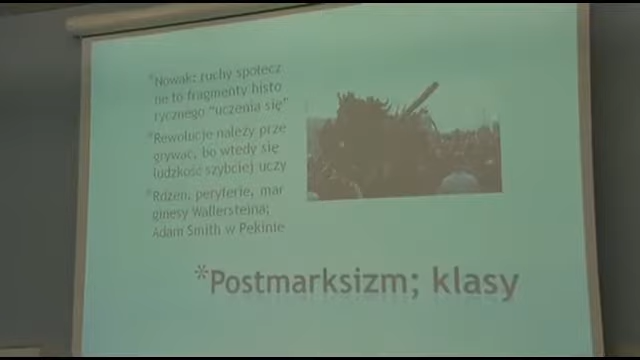 *Nowak: ruchy społecz
ne to fragmenty histo
rycznego "uczenia się"
*Rewolucje należy prze
grywać, bo wtedy się
ludzkość szybciej uczy
*Rdzeń, peryferie, mar
ginesy Wallersteina;
Adam Smith w Pekinie
*Postmarksizm; klasy